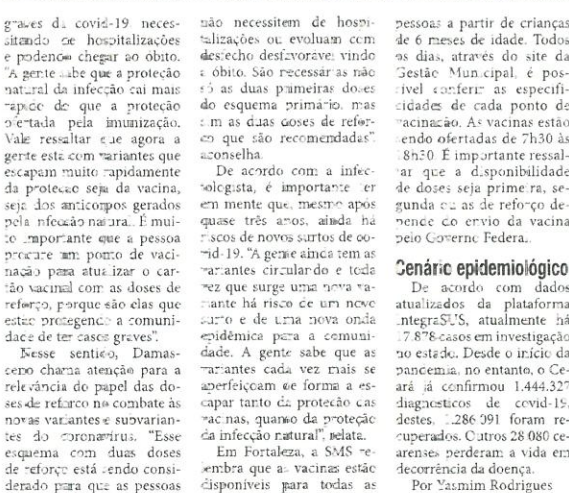 graves da covid-19 neces-
sitando de hospitalizações
e podendo chegar ao óbito.
"A gente sabe que a proteção
natural da infecção cai mais
rápido do que a proteção
ofertada pela imunização.
Vale ressaltar que agora a
gente está com variantes que
escapam muito rapidamente
da proteção seja da vacina,
seja dos anticorpos gerados
pela infecção natural. É mui-
to importante que a pessoa
procure um ponto de vaci-
nação para atualizar o car-
tão vacinal com as doses de
reforço, porque são elas que
estão protegendo a comuni-
dade de ter casos graves".
Nesse sentido, Damas-
ceno chama atenção para a
relevância do papel das do-
ses de reforço no combate às
novas variantes e subvarian-
tes do coronavírus. "Esse
esquema com duas doses
de reforço está sendo consi-
derado para que as pessoas
não necessitem de hospi-
talizações ou evoluam com
desfecho desfavorável vindo
a óbito. São necessárias não
só as duas primeiras doses
do esquema primário, mas
sim as duas doses de refor-
ço que são recomendadas",
aconselha.
De acordo com a infec-
tologista, é importante ter
em mente que, mesmo após
quase três anos, ainda há
riscos de novos surtos de co-
vid-19. "A gente ainda tem as
variantes circulando e toda
vez que surge uma nova va-
riante há risco de um novo
surto e de uma nova onda
epidêmica para a comuni-
dade. A gente sabe que as
variantes cada vez mais se
aperfeiçoam de forma a es-
capar tanto da proteção das
vacinas, quanto da proteção
da infecção natural", relata.
Em Fortaleza, a SMS re-
lembra que as vacinas estão
disponíveis para todas as
pessoas a partir de crianças
de 6 meses de idade. Todos
os dias, através do site da
Gestão Municipal, é pos-
sível conferir as especifi-
cidades de cada ponto de
vacinação. As vacinas estão
sendo ofertadas de 7h30 às
18h30. É importante ressal-
tar que a disponibilidade
de doses seja primeira, se-
gunda ou as de reforço de-
pende do envio da vacina
pelo Governo Federal.
Cenário epidemiológico
De acordo com dados
atualizados da plataforma
IntegraSUS, atualmente há
17.878 casos em investigação
no estado. Desde o início da
pandemia, no entanto, o Ce-
ará já confirmou 1.444.327
diagnósticos de covid-19,
destes, 1.286.091 foram re-
cuperados. Outros 28.080 ce-
arenses perderam a vida em
decorrência da doença.
Por Yasmim Rodrigues